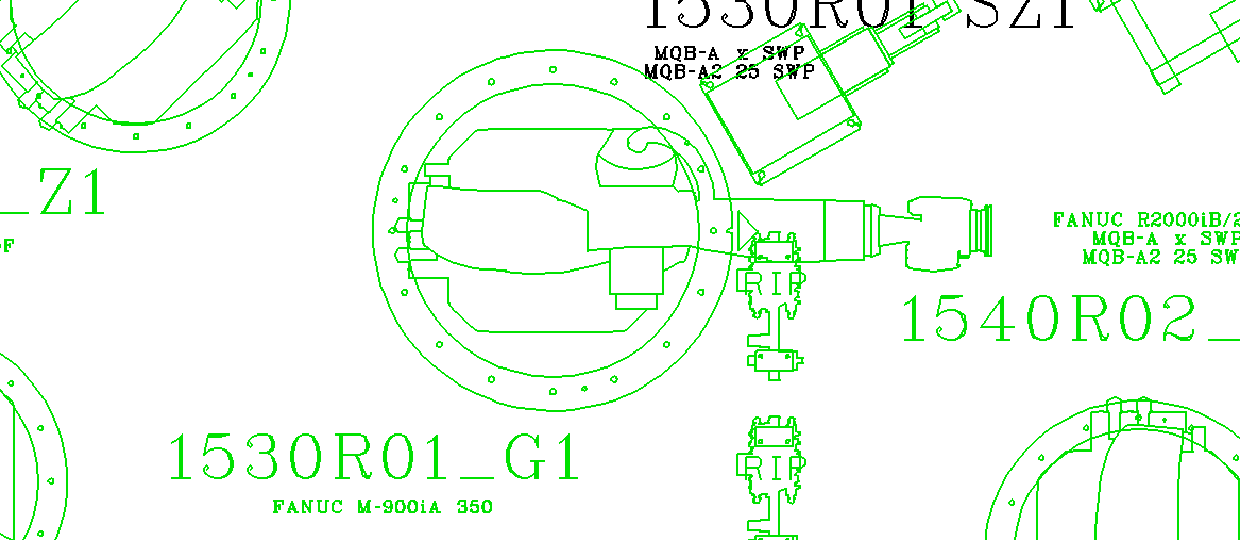 1530R01_SZ1
MQB-A x SWP
MQB-A2 25 SWP
_Z1
FANUC R2000iB/2
MQB-A x SWP
MQB-A2 25 SW
RIP
1540R02_
1530R01_G1
RIP
FANUC M-900iA 350